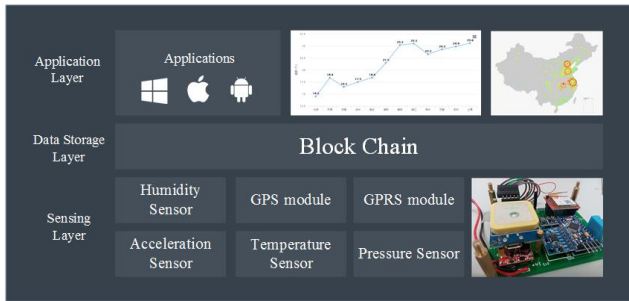 Application
Layer
Applications
Data Storage
Layer
Block Chain
Sensing
Layer
Humidity
Sensor
GPS module
GPRS module
Acceleration
Sensor
Temperature
Sensor
Pressure Sensor